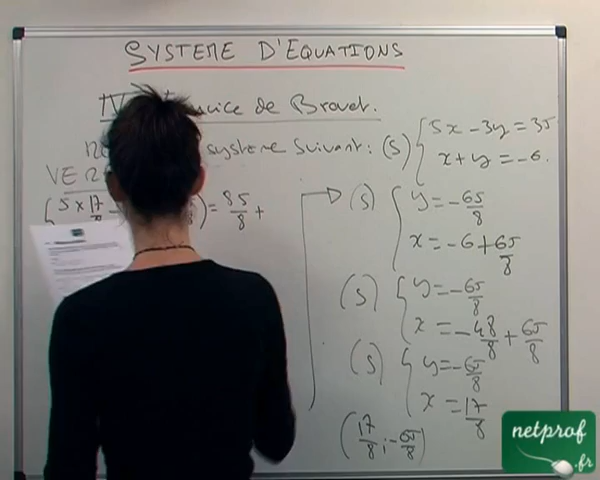 SYSTEME D'EQUATIONS
IV de Brevet.
système suivant : (S) { 5x - 3y = 35
x + y = -6.
VER
{ 5 × 17/8 ) = 85/8 +
(S) { y = -65/8
x = -6 + 65/8
(S) { y = -65/8
x = -48/8 + 65/8
(S) { y = -65/8
x = 17/8
(17/8 ; -65/8)
netprof
.fr